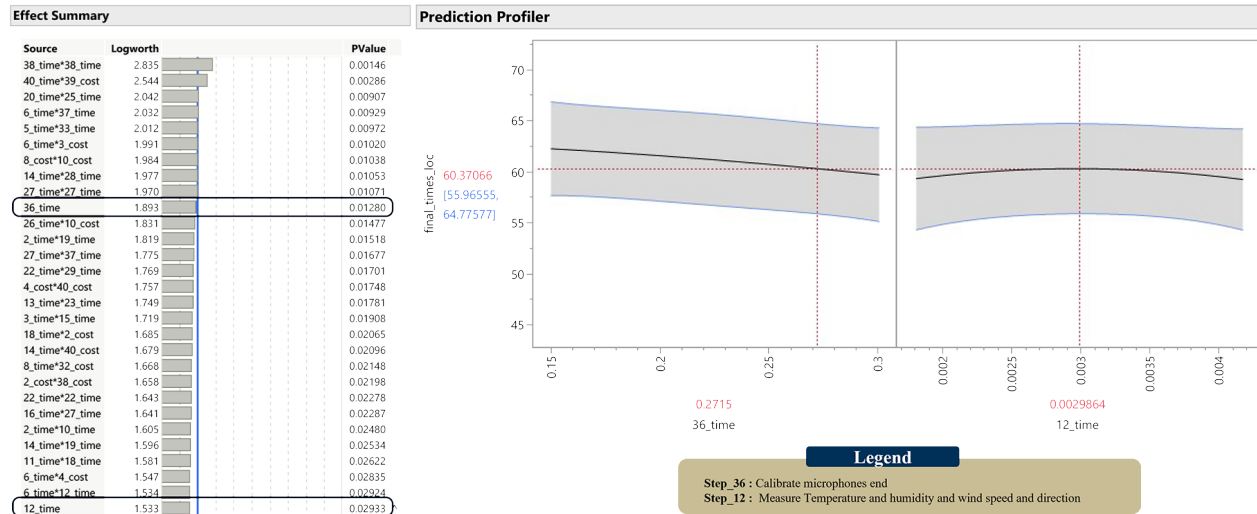 Effect Summary
Source Logworth PValue
38_time*38_time 2.835 0.00146
40_time*39_cost 2.544 0.00286
20_time*25_time 2.042 0.00907
6_time*37_time 2.032 0.00929
5_time*33_time 2.012 0.00972
6_time*3_cost 1.991 0.01020
8_cost*10_cost 1.984 0.01038
14_time*28_time 1.977 0.01053
27_time*27_time 1.970 0.01071
36_time 1.893 0.01280
26_time*10_cost 1.831 0.01477
2_time*19_time 1.819 0.01518
27_time*37_time 1.775 0.01677
22_time*29_time 1.769 0.01701
4_cost*40_cost 1.757 0.01748
13_time*23_time 1.749 0.01781
3_time*15_time 1.719 0.01908
18_time*2_cost 1.685 0.02065
14_time*40_cost 1.679 0.02096
8_time*32_cost 1.668 0.02148
2_cost*38_cost 1.658 0.02198
22_time*22_time 1.643 0.02278
16_time*27_time 1.641 0.02287
2_time*10_time 1.605 0.02480
14_time*19_time 1.596 0.02534
11_time*18_time 1.581 0.02622
6_time*4_cost 1.547 0.02835
6_time*12_time 1.534 0.02924
12_time 1.533 0.02933
Prediction Profiler
final_times_loc
60.37066
[55.96555,
64.77577]
70
65
60
55
50
45
0.15 0.2 0.25 0.3
0.002 0.0025 0.003 0.0035 0.004
0.2715 0.0029864
36_time 12_time
Legend
Step_36 : Calibrate microphones end
Step_12 : Measure Temperature and humidity and wind speed and direction